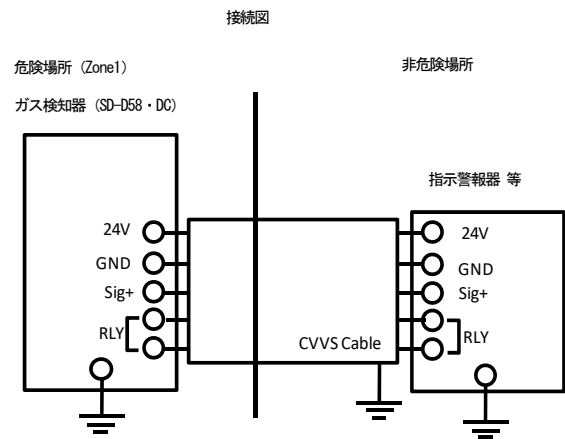 接続図
危険場所（Zone1）
非危険場所
ガス検知器（SD-D58・DC）
指示警報器 等
24V
GND
Sig+
RLY
CVVS Cable
24V
GND
Sig+
RLY